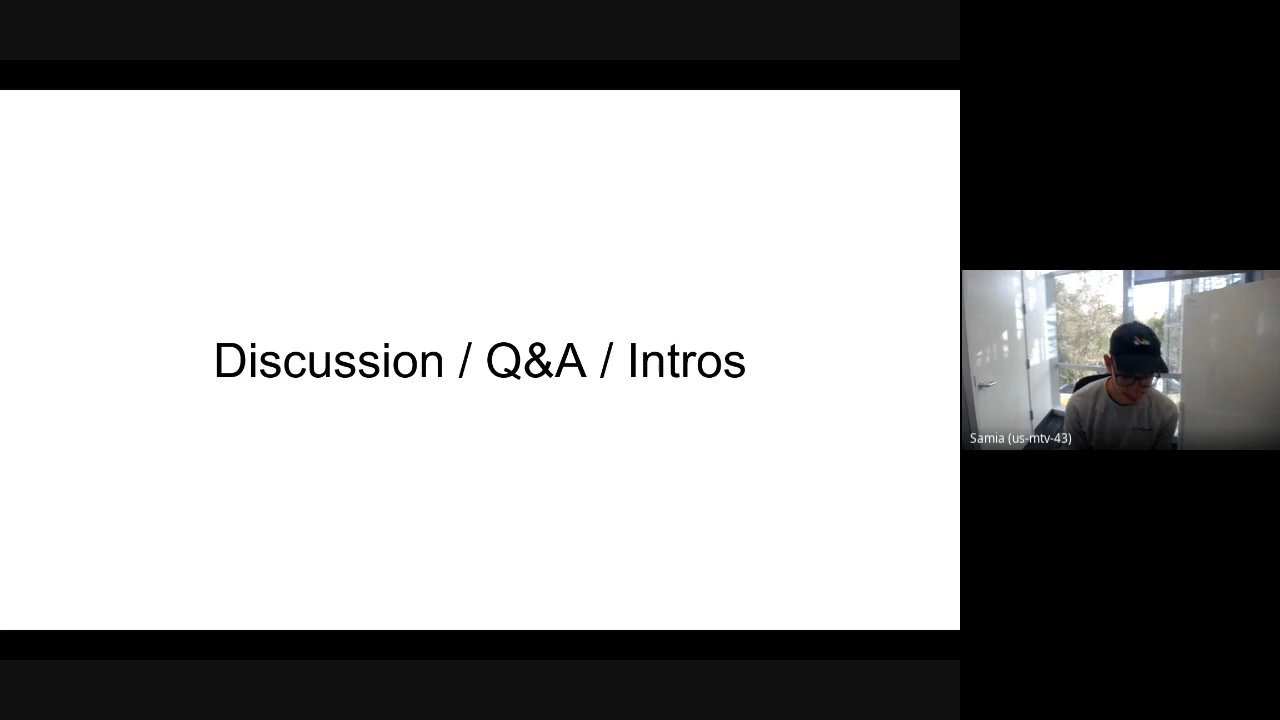 Discussion / Q&A / Intros
Samia (us-mtv-43)